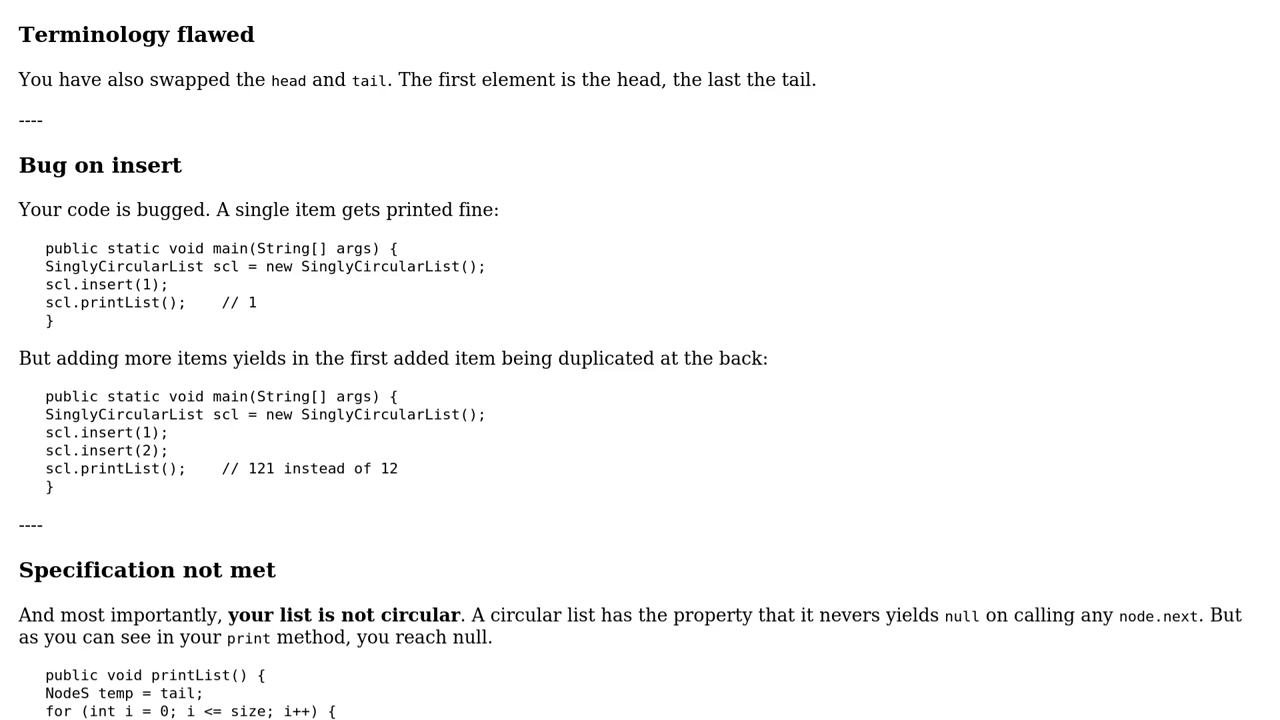 Terminology flawed
You have also swapped the head and tail. The first element is the head, the last the tail.
----
Bug on insert
Your code is bugged. A single item gets printed fine:
public static void main(String[] args) {
SinglyCircularList scl = new SinglyCircularList();
scl.insert(1);
scl.printList();    // 1
}
But adding more items yields in the first added item being duplicated at the back:
public static void main(String[] args) {
SinglyCircularList scl = new SinglyCircularList();
scl.insert(1);
scl.insert(2);
scl.printList();    // 121 instead of 12
}
----
Specification not met
And most importantly, your list is not circular. A circular list has the property that it nevers yields null on calling any node.next. But
as you can see in your print method, you reach null.
public void printList() {
NodeS temp = tail;
for (int i = 0; i <= size; i++) {